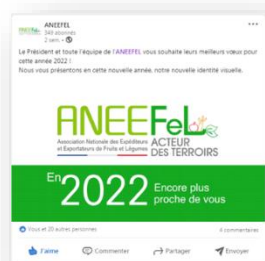 ANEEFEL
349 abonnés
2 sem. •
Le Président et toute l'équipe de l'ANEEFEL vous souhaite leurs meilleurs vœux pour
cette année 2022 !
Nous vous présentons en cette nouvelle année, notre nouvelle identité visuelle.
ANEEFeL
Association Nationale des Expéditeurs
et Exportateurs de Fruits et Légumes
ACTEUR
DES TERROIRS
En 2022
Encore plus
proche de vous
Vous et 20 autres personnes
4 commentaires
J'aime
Commenter
Partager
Envoyer